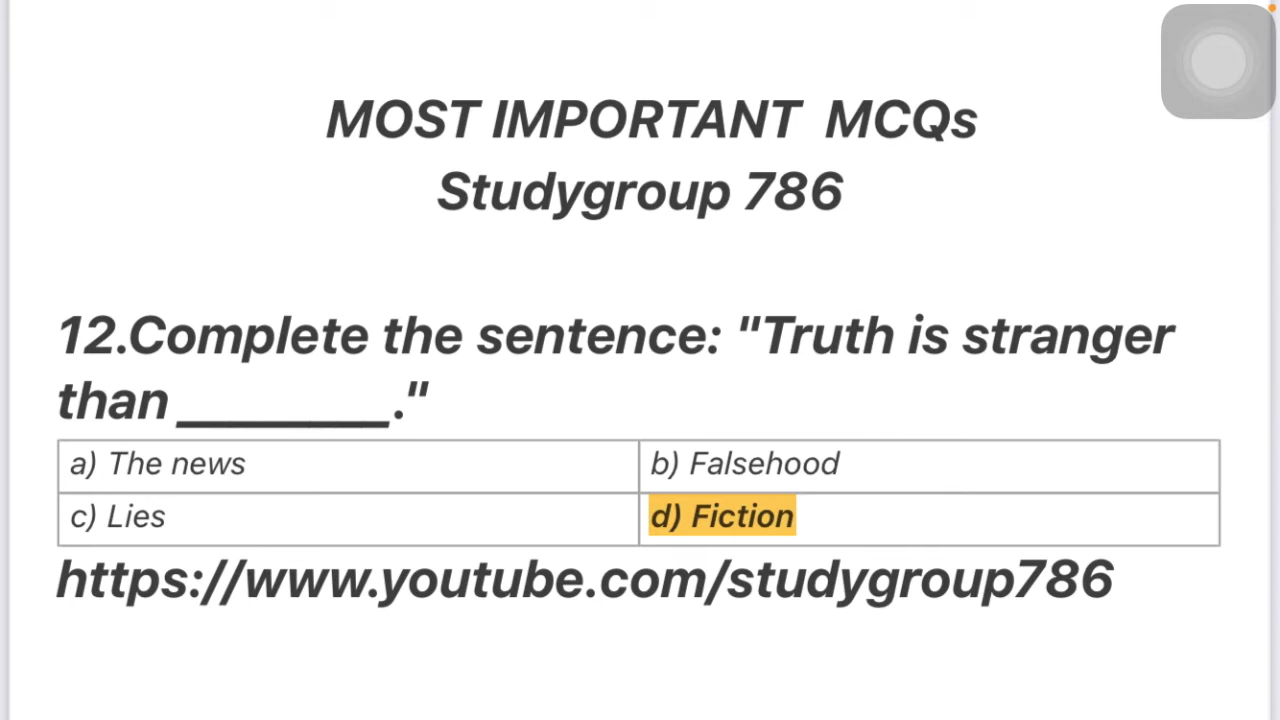 MOST IMPORTANT MCQs
Studygroup 786
12.Complete the sentence: "Truth is stranger
than ________."
a) The news
b) Falsehood
c) Lies
d) Fiction
https://www.youtube.com/studygroup786